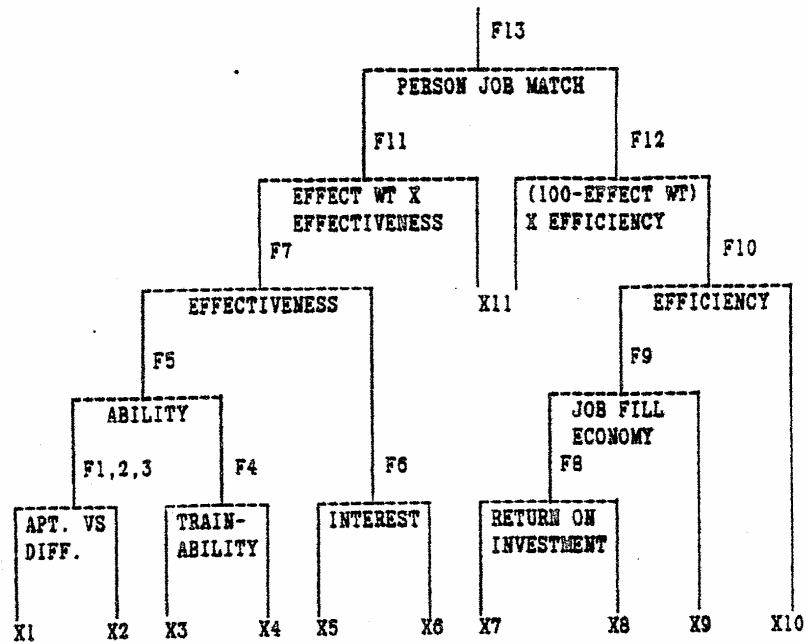 F13
PERSON JOB MATCH
F11
F12
EFFECT WT X
EFFECTIVENESS
(100-EFFECT WT)
X EFFICIENCY
F7
F10
EFFECTIVENESS
X11
EFFICIENCY
F5
F9
ABILITY
JOB FILL
ECONOMY
F1,2,3
F4
F6
F8
APT. VS
DIFF.
TRAIN-
ABILITY
INTEREST
RETURN ON
INVESTMENT
X1 X2 X3 X4 X5 X6 X7 X8 X9 X10